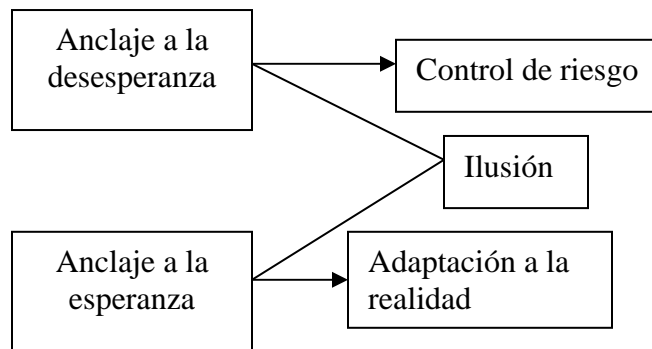 Anclaje a la
desesperanza
Control de riesgo
Ilusión
Anclaje a la
esperanza
Adaptación a la
realidad